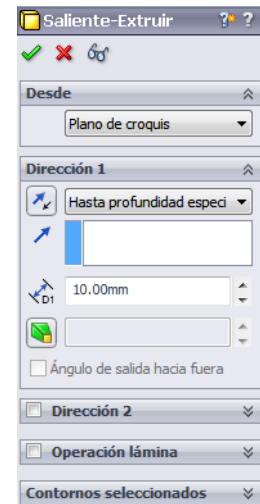 Saliente-Extruir ? ?
Desde
Plano de croquis
Dirección 1
Hasta profundidad especi
D1 10.00mm
Ángulo de salida hacia fuera
Dirección 2
Operación lámina
Contornos seleccionados